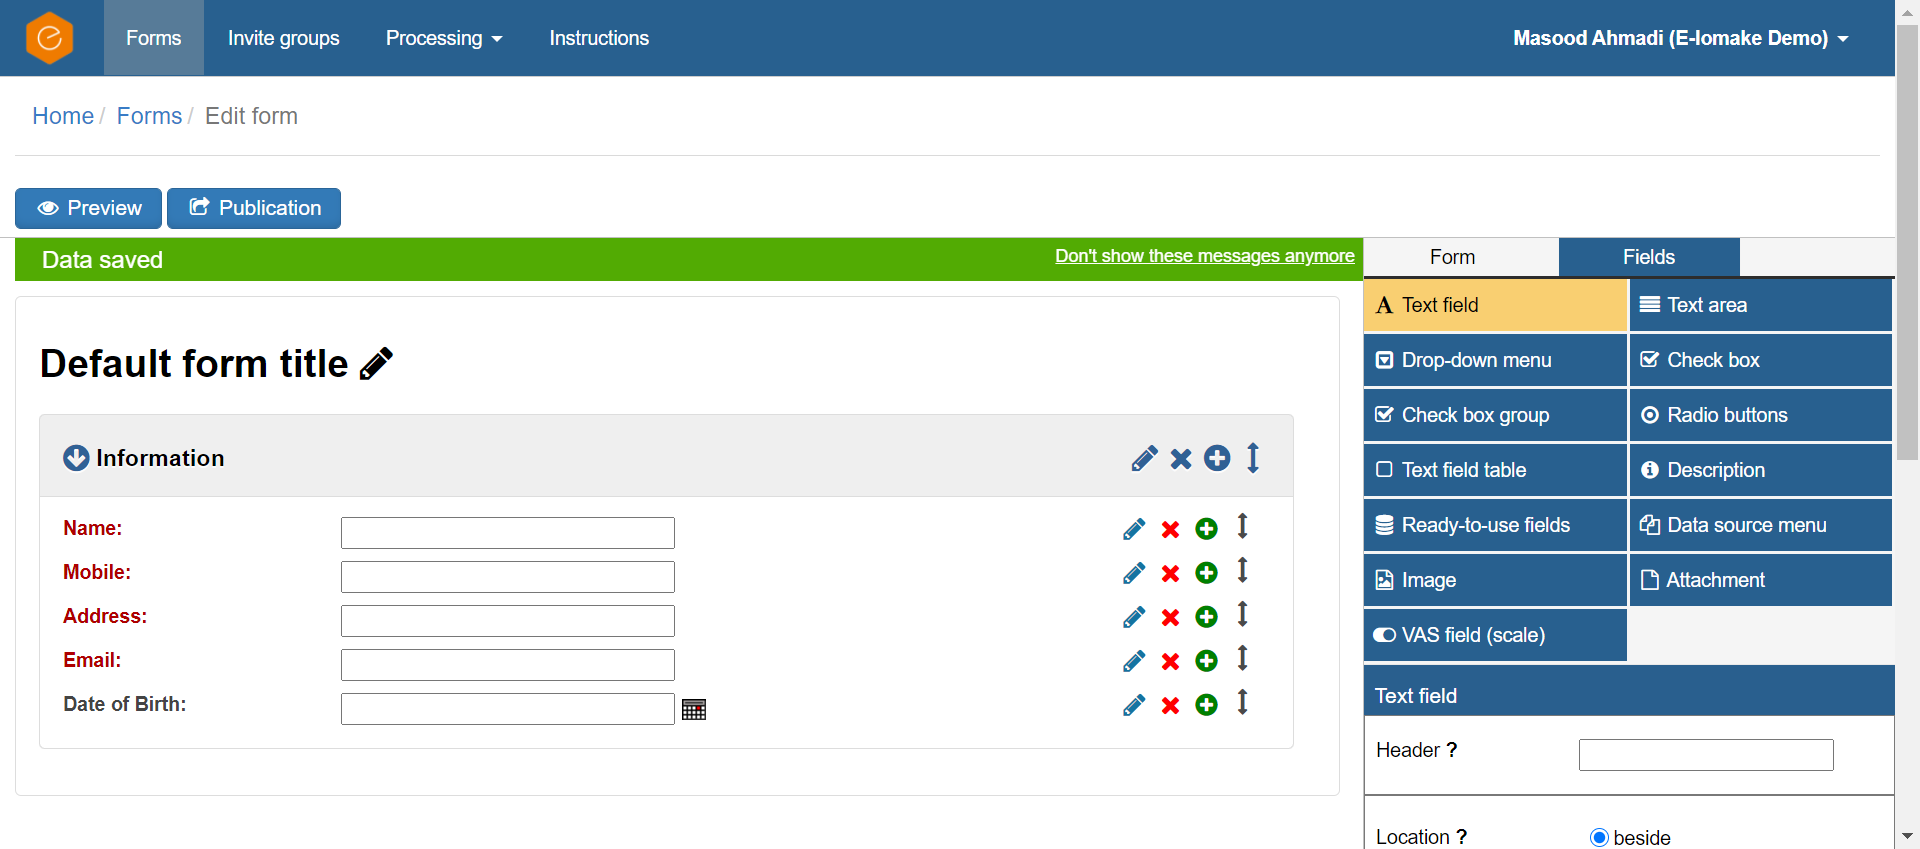 Forms Invite groups Processing Instructions Masood Ahmadi (E-lomake Demo)
Home / Forms / Edit form
Preview Publication
Data saved Don't show these messages anymore
Form Fields
Text field Text area
Drop-down menu Check box
Check box group Radio buttons
Text field table Description
Ready-to-use fields Data source menu
Image Attachment
VAS field (scale)
Text field
Header ?
Location ? beside
Default form title
Information
Name:
Mobile:
Address:
Email:
Date of Birth: